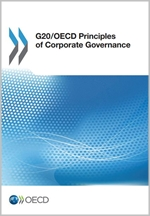 G20/OECD Principles
of Corporate Governance
OECD